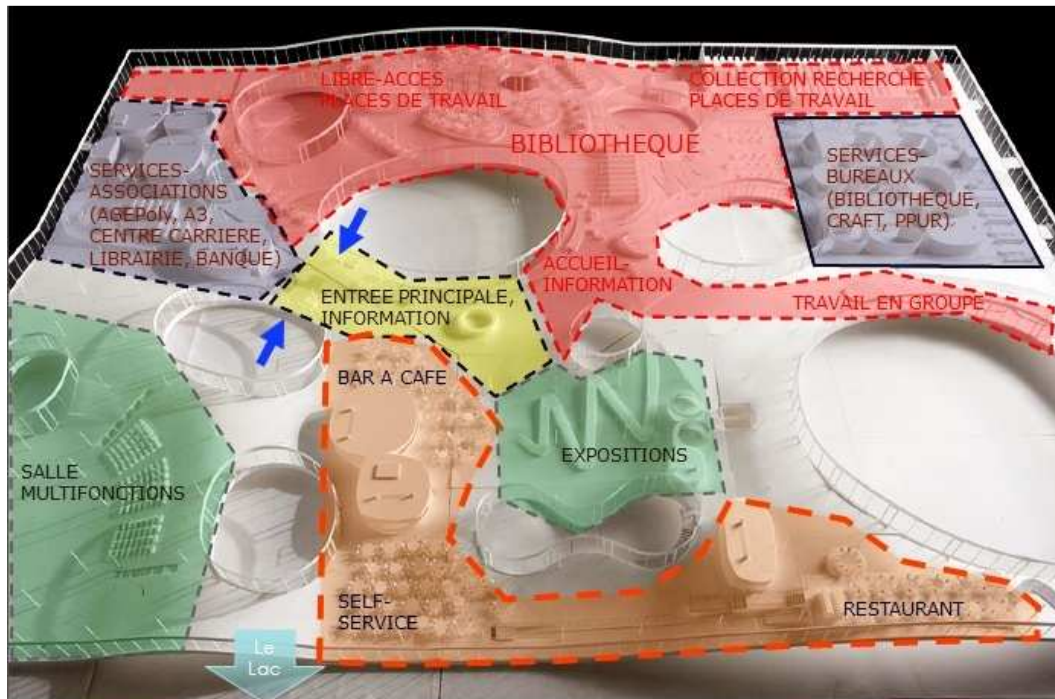 LIBRE-ACCES
PLACES DE TRAVAIL
COLLECTION RECHERCHE
PLACES DE TRAVAIL
BIBLIOTHEQUE
SERVICES-
ASSOCIATIONS
(AGEPoly, A3,
CENTRE CARRIERE,
LIBRAIRIE, BANQUE)
SERVICES-
BUREAUX
(BIBLIOTHEQUE,
CRAFT, PPUR)
ACCUEIL-
INFORMATION
ENTREE PRINCIPALE,
INFORMATION
TRAVAIL EN GROUPE
BAR A CAFE
EXPOSITIONS
SALLE
MULTIFONCTIONS
SELF-
SERVICE
RESTAURANT
Le
Lac